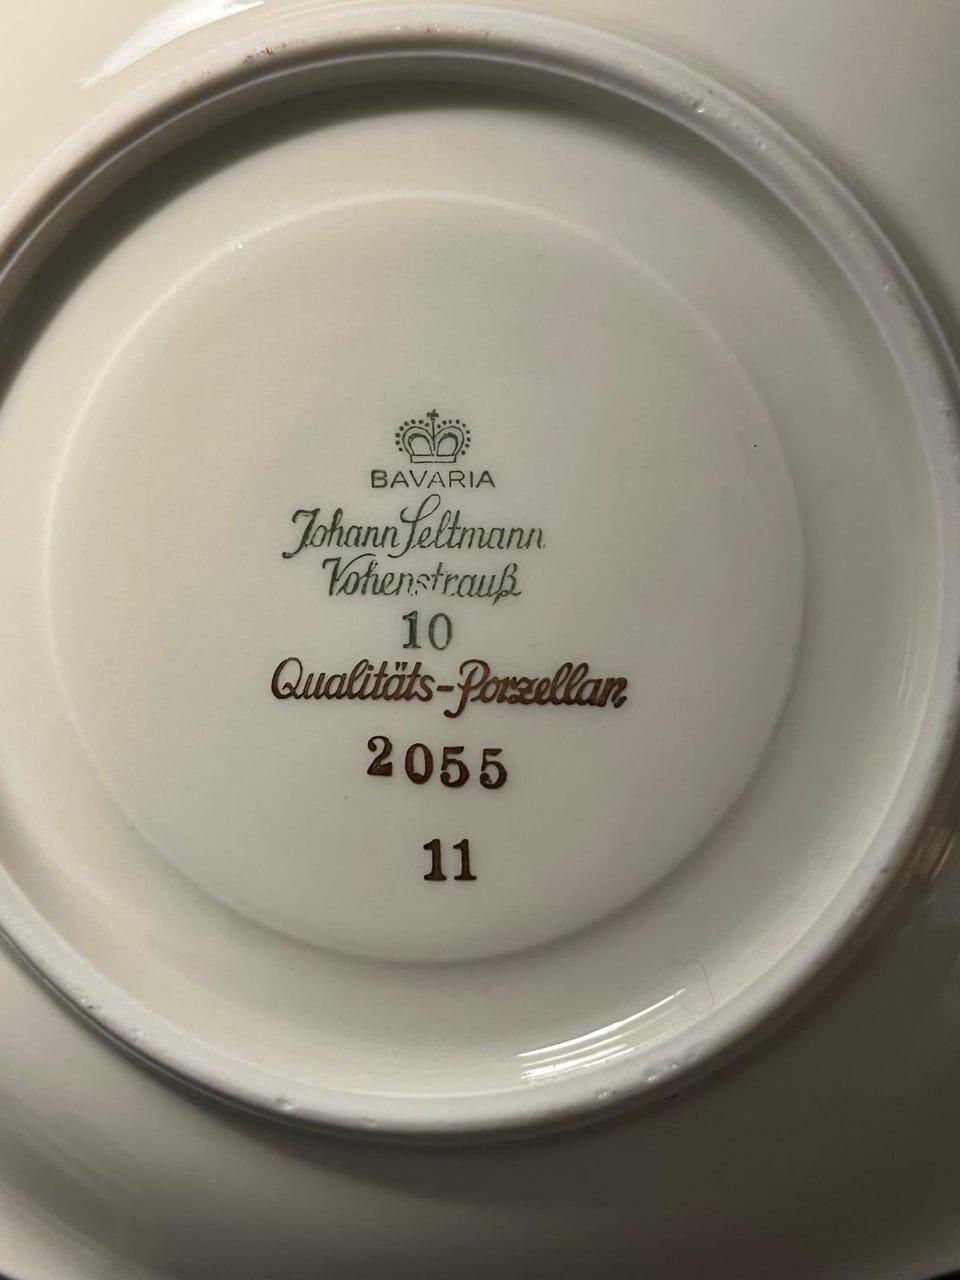 BAVARIA
Johann Seltmann
Vohenstrauß
10
Qualitäts-Porzellan
2055
11